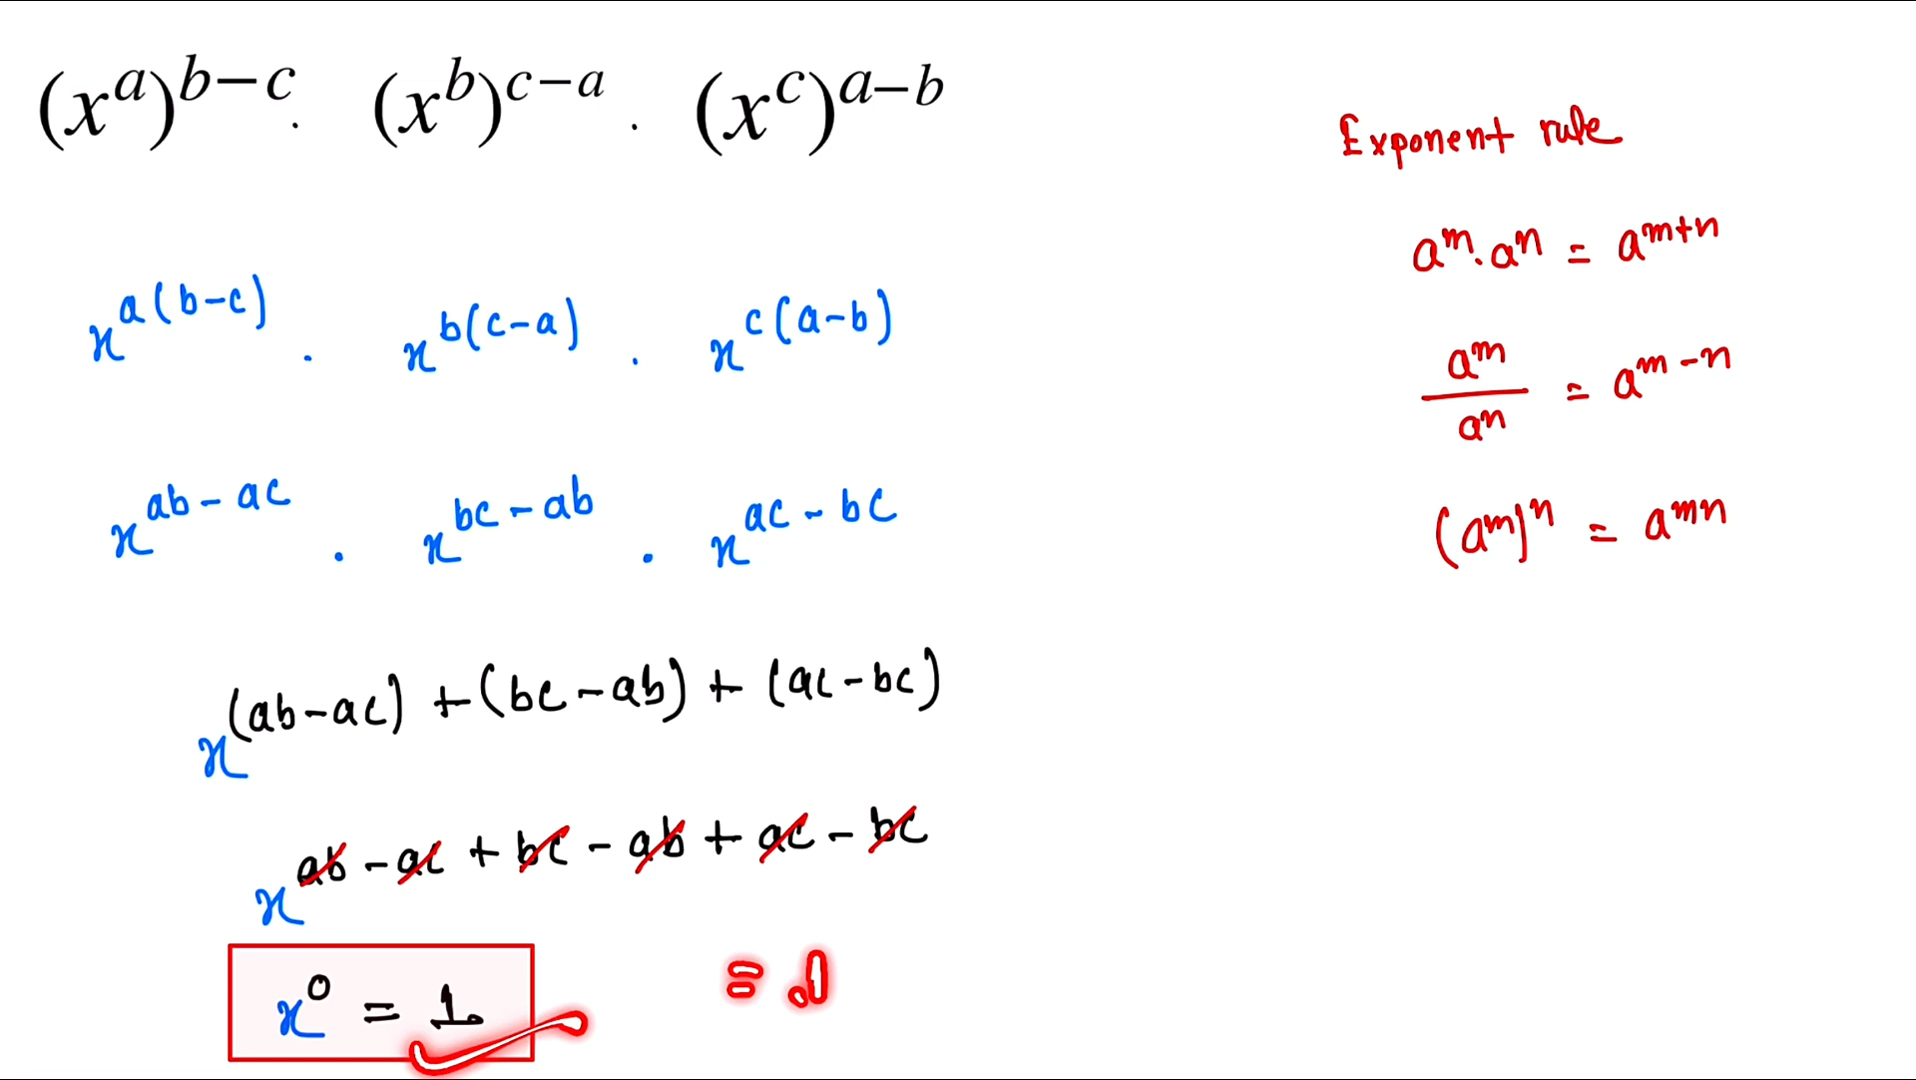 (x^a)^{b-c} . (x^b)^{c-a} . (x^c)^{a-b}
x^{a(b-c)} . x^{b(c-a)} . x^{c(a-b)}
x^{ab-ac} . x^{bc-ab} . x^{ac-bc}
x^{(ab-ac)+(bc-ab)+(ac-bc)}
x^{ab-ac+bc-ab+ac-bc}
x^0 = 1.
Exponent rule
a^m . a^n = a^{m+n}
a^m / a^n = a^{m-n}
(a^m)^n = a^{mn}